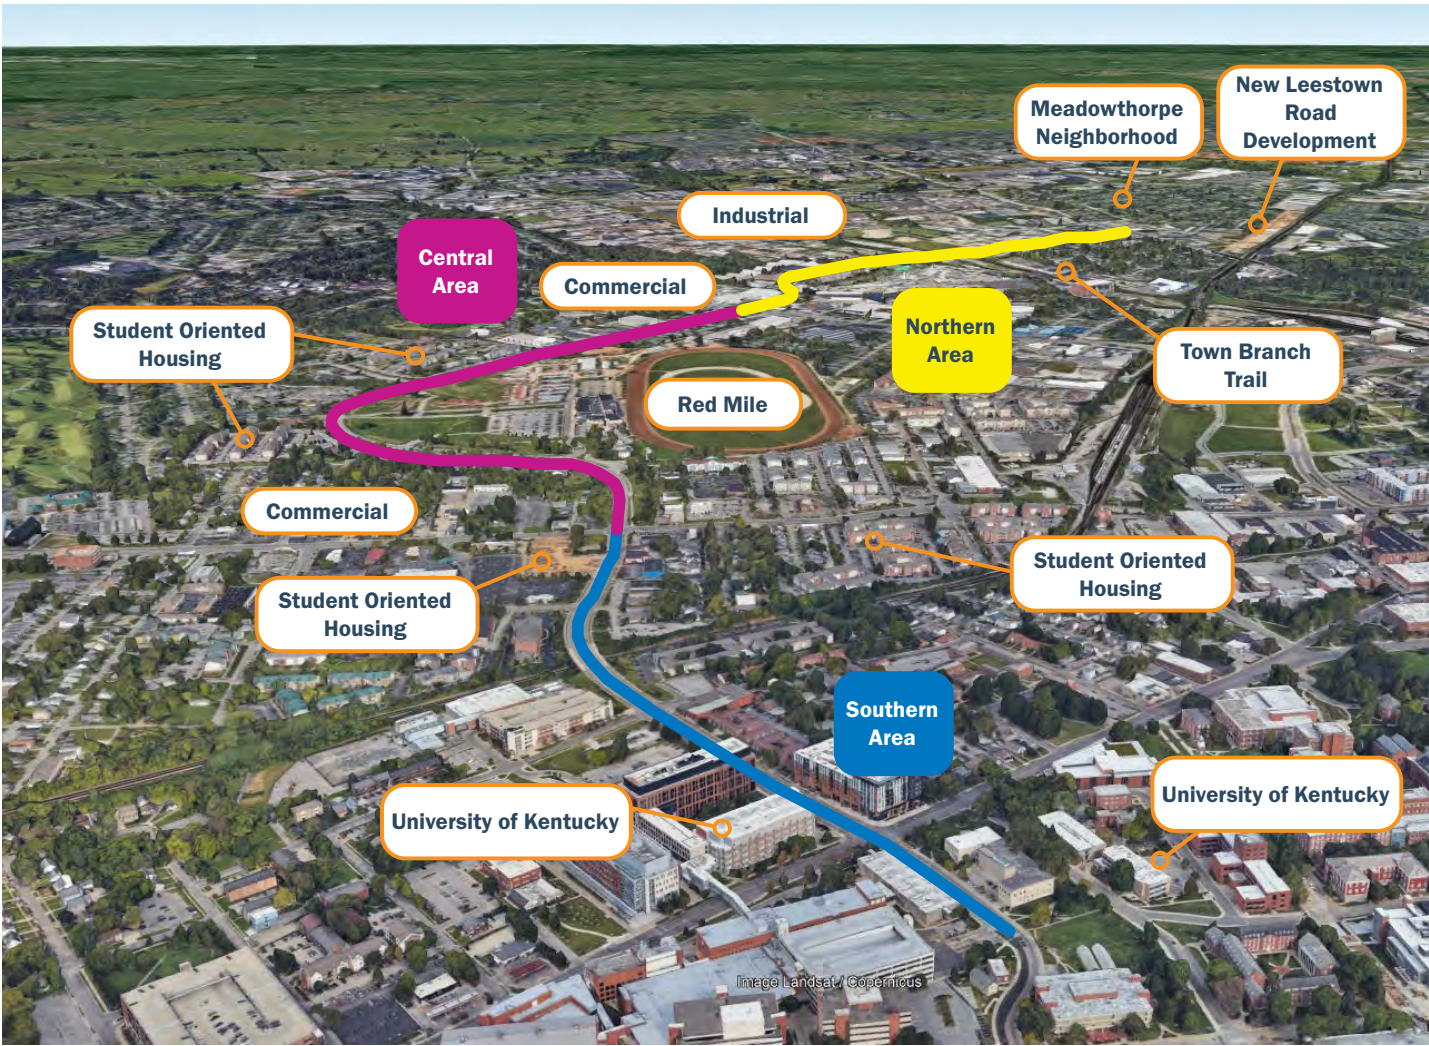 New Leestown
Road
Development
Meadowthorpe
Neighborhood
Industrial
Central
Area
Commercial
Student Oriented
Housing
Northern
Area
Town Branch
Trail
Red Mile
Commercial
Student Oriented
Housing
Student Oriented
Housing
Southern
Area
University of Kentucky
University of Kentucky
Image Landsat / Copernicus